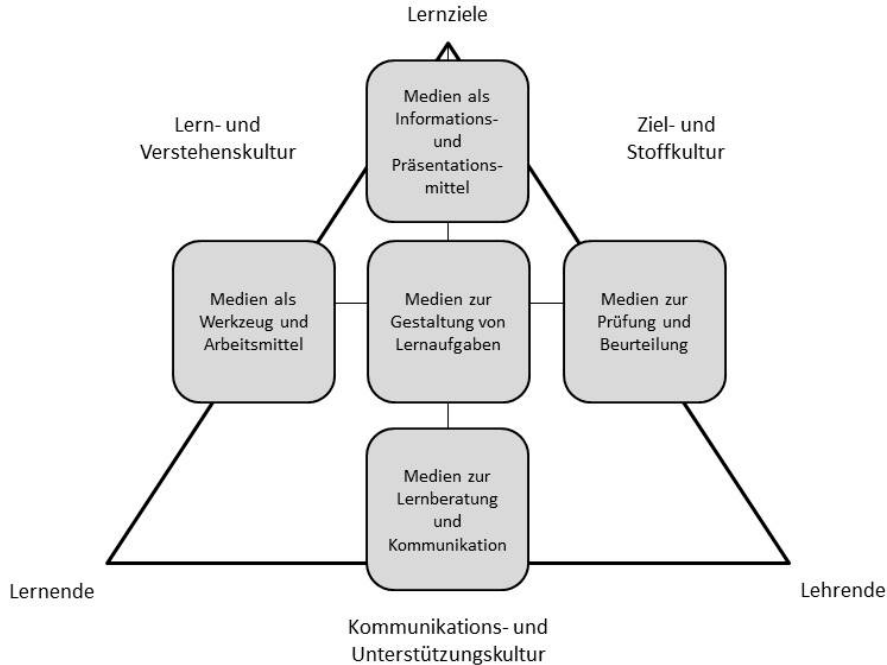 Lernziele
Medien als
Informations-
und
Präsentations-
mittel
Lern- und
Verstehenskultur
Ziel- und
Stoffkultur
Medien als
Werkzeug und
Arbeitsmittel
Medien zur
Gestaltung von
Lernaufgaben
Medien zur
Prüfung und
Beurteilung
Medien zur
Lernberatung
und
Kommunikation
Lernende
Lehrende
Kommunikations- und
Unterstützungskultur